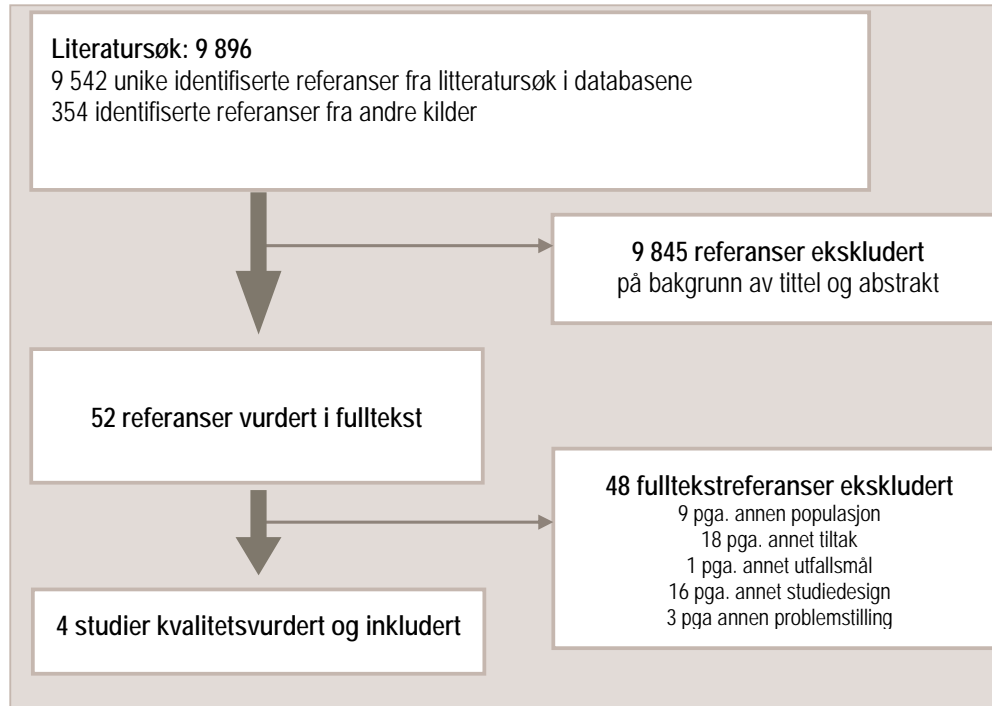 Literatursøk: 9 896
9 542 unike identifiserte referanser fra litteratursøk i databasene
354 identifiserte referanser fra andre kilder
9 845 referanser ekskludert
på bakgrunn av tittel og abstrakt
52 referanser vurdert i fulltekst
48 fulltekstreferanser ekskludert
9 pga. annen populasjon
18 pga. annet tiltak
1 pga. annet utfallsmål
16 pga. annet studiedesign
3 pga annen problemstilling
4 studier kvalitetsvurdert og inkludert